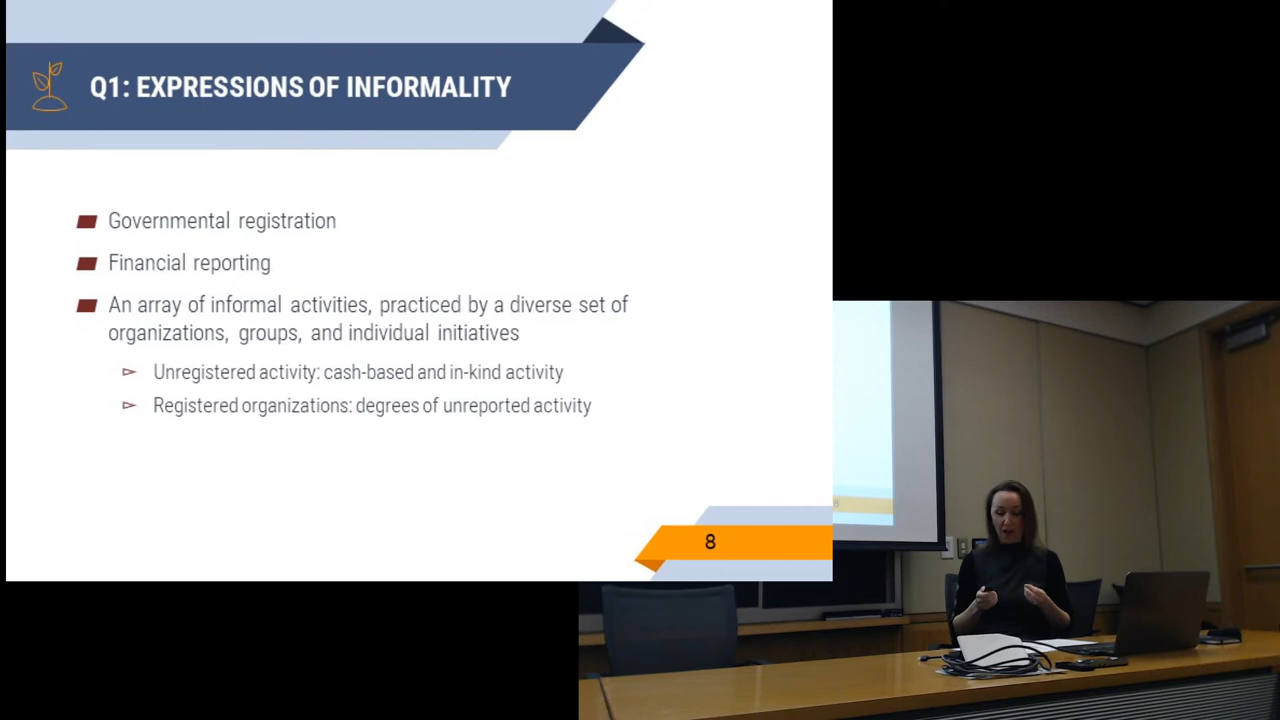 Q1: EXPRESSIONS OF INFORMALITY
Governmental registration
Financial reporting
An array of informal activities, practiced by a diverse set of
organizations, groups, and individual initiatives
Unregistered activity: cash-based and in-kind activity
Registered organizations: degrees of unreported activity
8
8